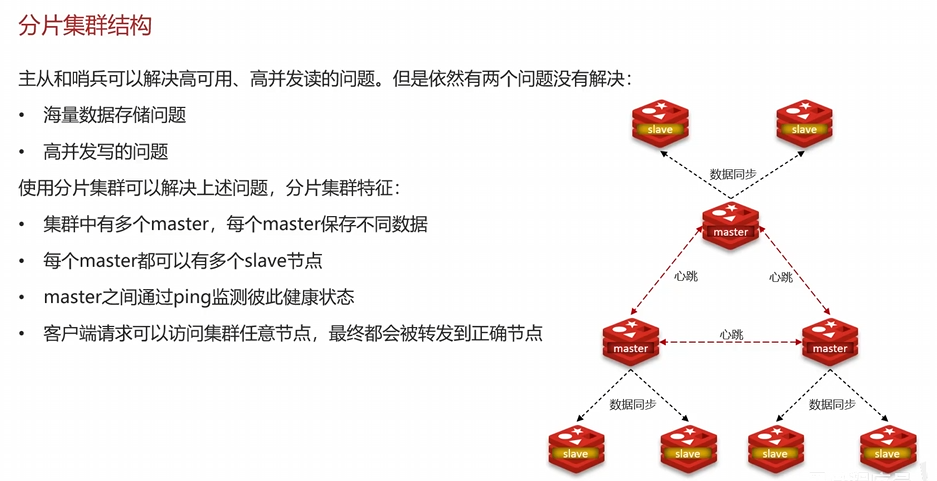 分片集群结构
主从和哨兵可以解决高可用、高并发读的问题。但是依然有两个问题没有解决：
• 海量数据存储问题
• 高并发写的问题
使用分片集群可以解决上述问题，分片集群特征：
• 集群中有多个master，每个master保存不同数据
• 每个master都可以有多个slave节点
• master之间通过ping监测彼此健康状态
• 客户端请求可以访问集群任意节点，最终都会被转发到正确节点
slave
slave
数据同步
master
心跳
心跳
master
心跳
master
数据同步
数据同步
slave
slave
slave
slave